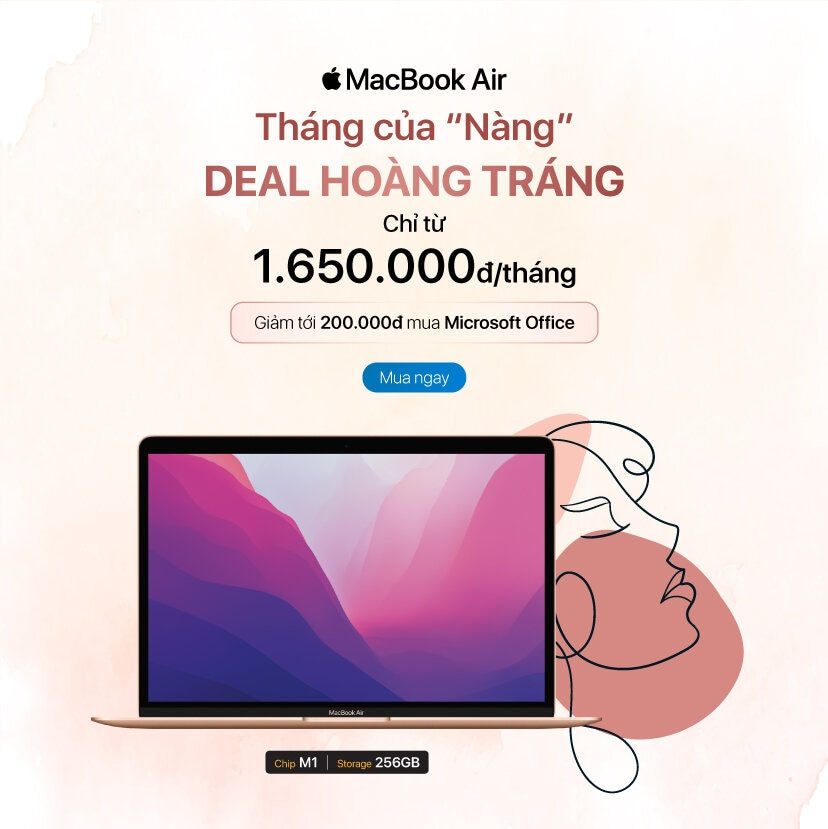 MacBook Air
Tháng của “Nàng”
DEAL HOÀNG TRÁNG
Chỉ từ
1.650.000đ/tháng
Giảm tới 200.000đ mua Microsoft Office
Mua ngay
MacBook Air
Chip M1 | Storage 256GB